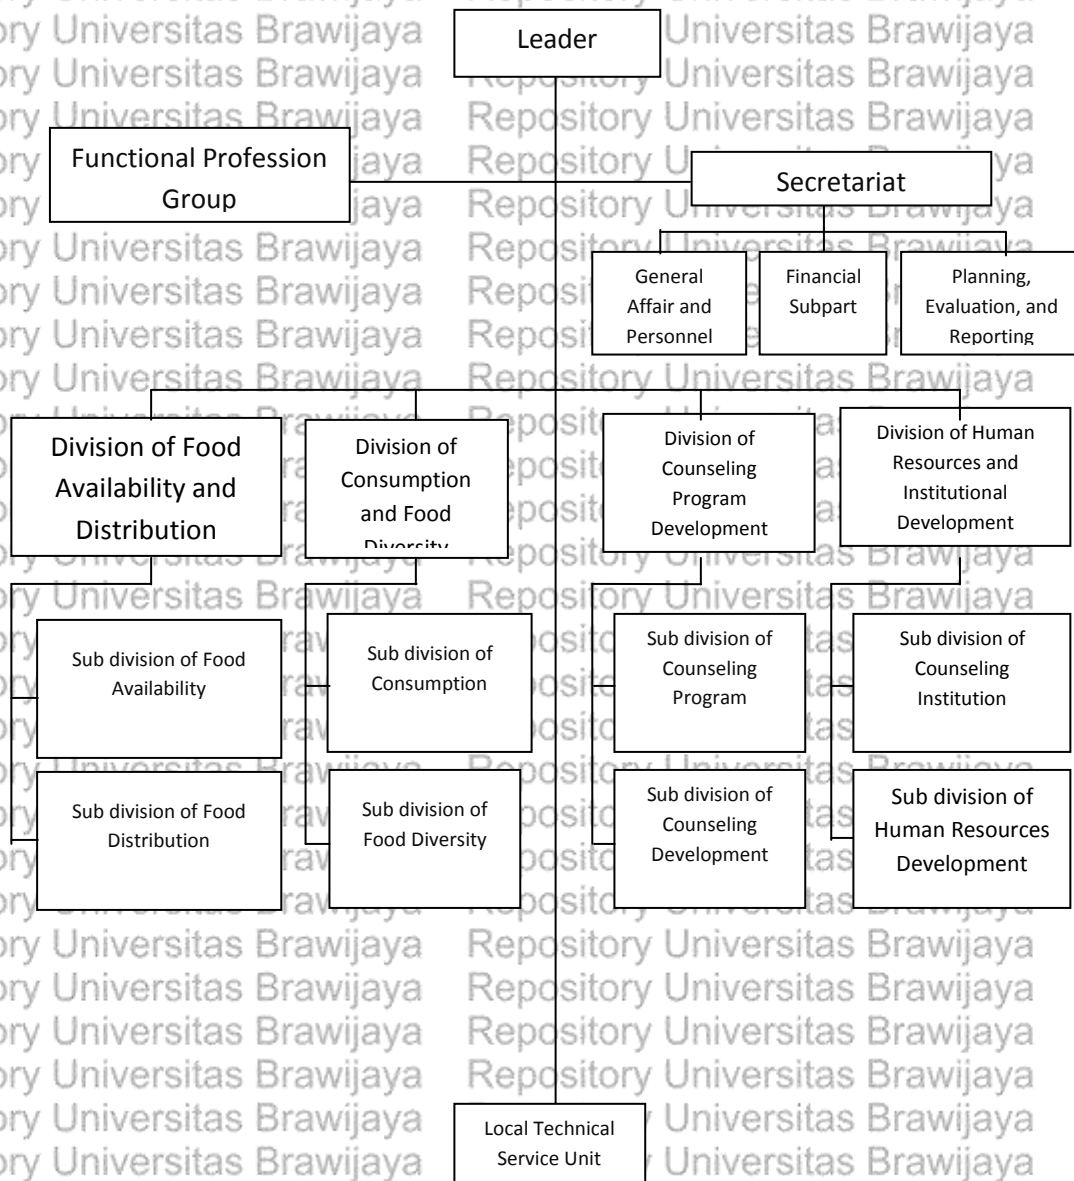 Leader
Functional Profession
Group
Secretariat
General
Affair and
Personnel
Financial
Subpart
Planning,
Evaluation, and
Reporting
Division of Food
Availability and
Distribution
Division of
Consumption
and Food
Diversity
Division of
Counseling
Program
Development
Division of Human
Resources and
Institutional
Development
Sub division of Food
Availability
Sub division of
Consumption
Sub division of
Counseling
Program
Sub division of
Counseling
Institution
Sub division of Food
Distribution
Sub division of
Food Diversity
Sub division of
Counseling
Development
Sub division of
Human Resources
Development
Local Technical
Service Unit
Repository Universitas Brawijaya